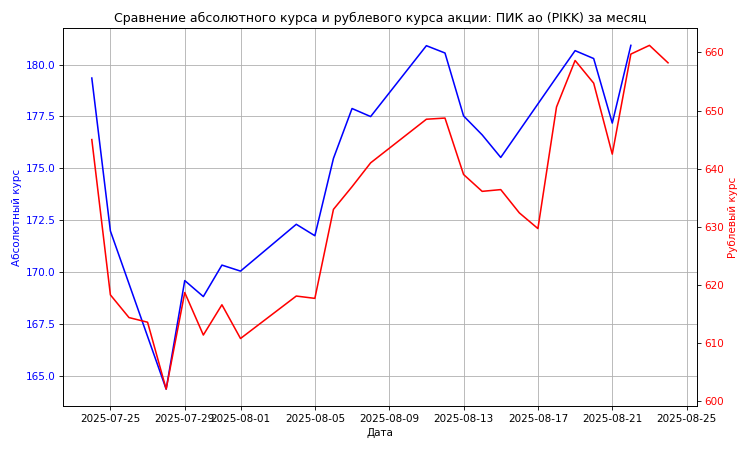 Сравнение абсолютного курса и рублевого курса акции: ПИК ао (PIKK) за месяц
Абсолютный курс
180.0
177.5
175.0
172.5
170.0
167.5
165.0
660
650
640
630
620
610
600
Рублевый курс
2025-07-25 2025-07-29 2025-08-01 2025-08-05 2025-08-09 2025-08-13 2025-08-17 2025-08-21 2025-08-25
Дата